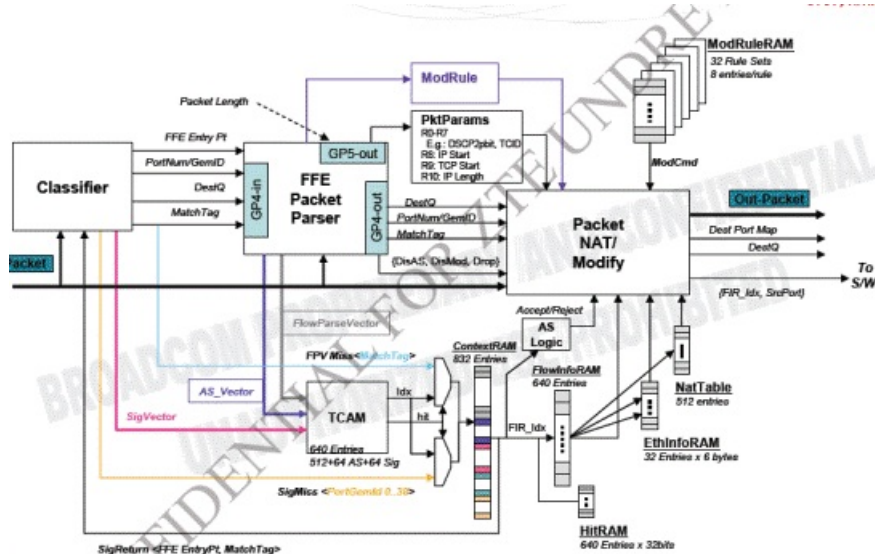 ModRuleRAM
32 Rule Sets
8 entries/rule
ModRule
Packet Length
PktParams
R0-R7
E.g.: DSCP2pbit, TCID
R8: IP Start
R9: TCP Start
R10: IP Length
FFE Entry Pt
GP5-out
ModCmd
PortNum/GemID
Classifier
GP4-in
FFE
Packet
Parser
DestQ
GP4-out
DestQ
Out-Packet
MatchTag
PortNum/GemID
Packet
NAT/
Modify
MatchTag
Dest Port Map
DestQ
{DisAS, DisMod, Drop}
To
S/W
Packet
{FIR_Idx, SrcPort}
FlowParseVector
Accept/Reject
AS
Logic
ContextRAM
832 Entries
FPV Miss<MatchTag>
FlowInfoRAM
640 Entries
AS_Vector
NatTable
512 entries
Idx
TCAM
SigVector
hit
FIR_Idx
640 Entries
512+64 AS+64 Sig
EthInfoRAM
32 Entries x 6 bytes
SigMiss <PortGemId 0..38>
HitRAM
640 Entries x 32bits
SigReturn <FFE EntryPt, MatchTag>
FIDENTIAL FOR ZTE UNDRE